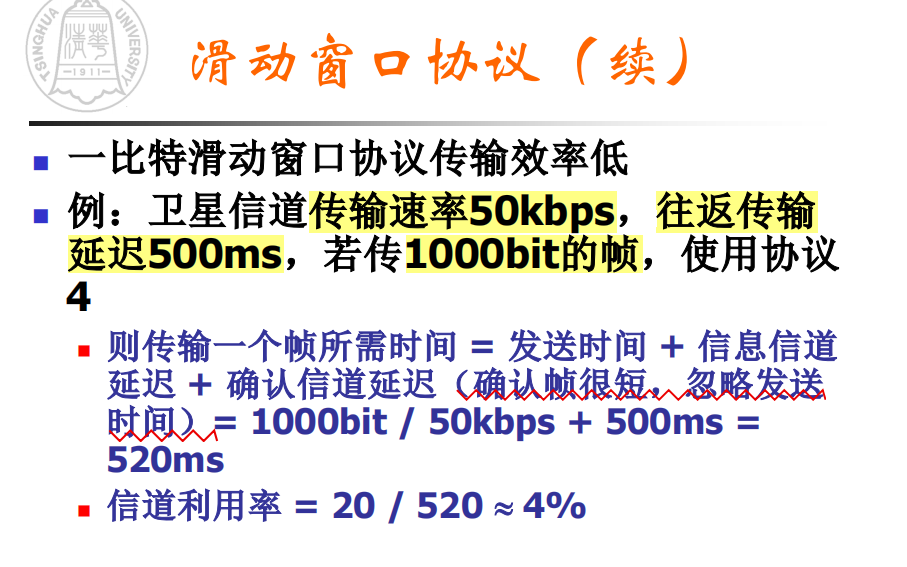 TSINGHUA UNIVERSITY
清華
1911
滑动窗口协议（续）
一比特滑动窗口协议传输效率低
例：卫星信道传输速率50kbps，往返传输
延迟500ms，若传1000bit的帧，使用协议
4
则传输一个帧所需时间 = 发送时间 + 信息信道
延迟 + 确认信道延迟（确认帧很短，忽略发送
时间）= 1000bit / 50kbps + 500ms =
520ms
信道利用率 = 20 / 520 ≈ 4%